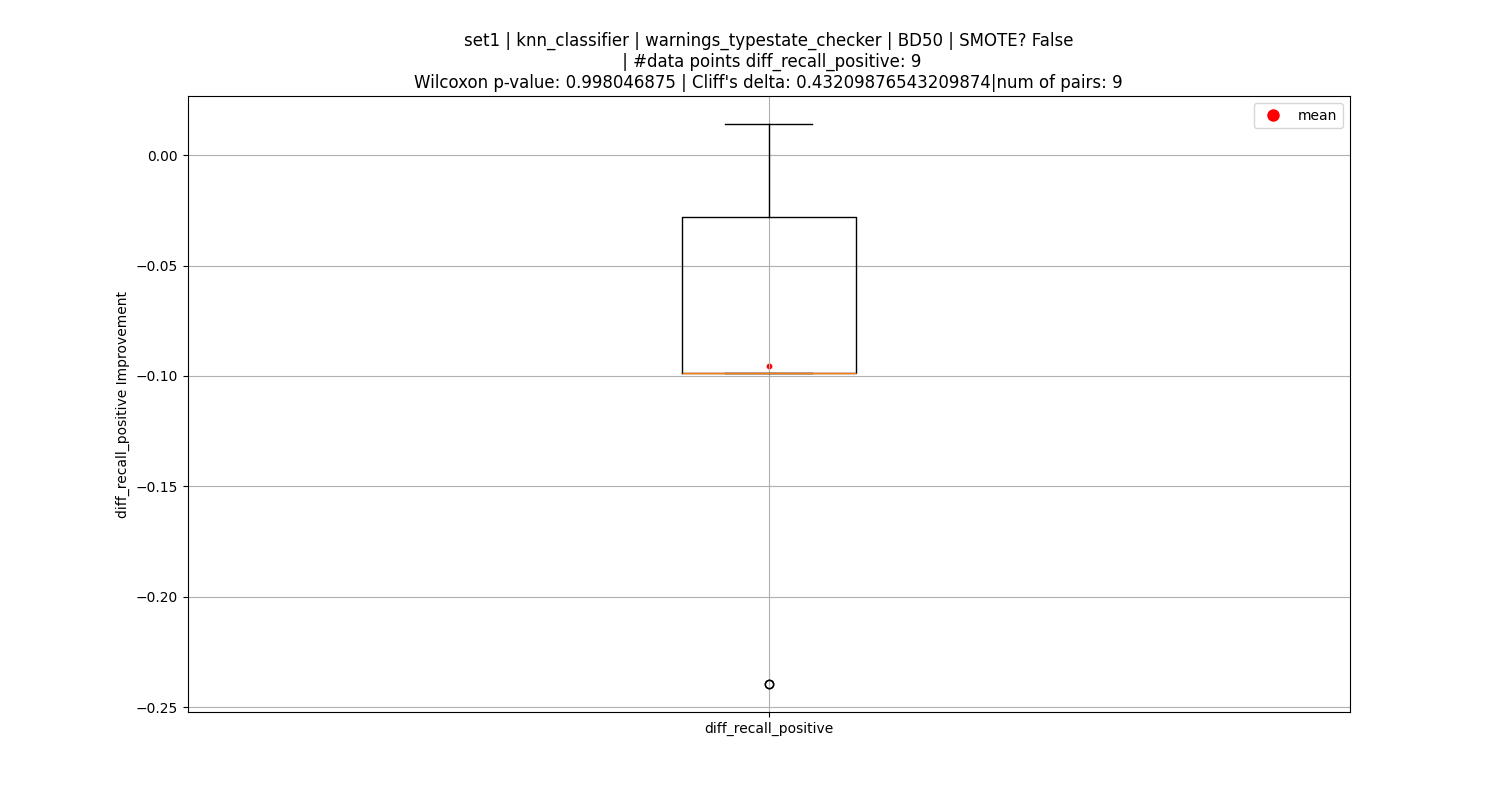 set1 | knn_classifier | warnings_typestate_checker | BD50 | SMOTE? False
| #data points diff_recall_positive: 9
Wilcoxon p-value: 0.998046875 | Cliff's delta: 0.43209876543209874|num of pairs: 9
mean
0.00
−0.05
−0.10
−0.15
−0.20
−0.25
diff_recall_positive Improvement
diff_recall_positive